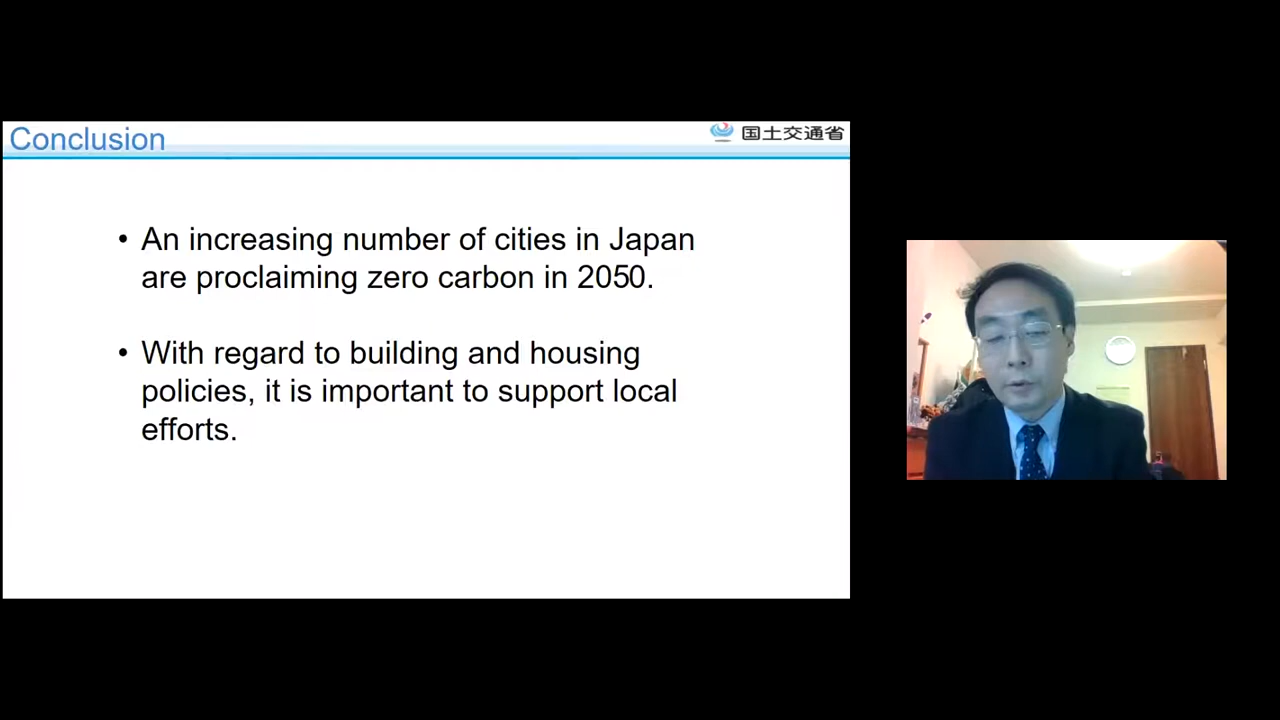 Conclusion
国土交通省
• An increasing number of cities in Japan
are proclaiming zero carbon in 2050.
• With regard to building and housing
policies, it is important to support local
efforts.